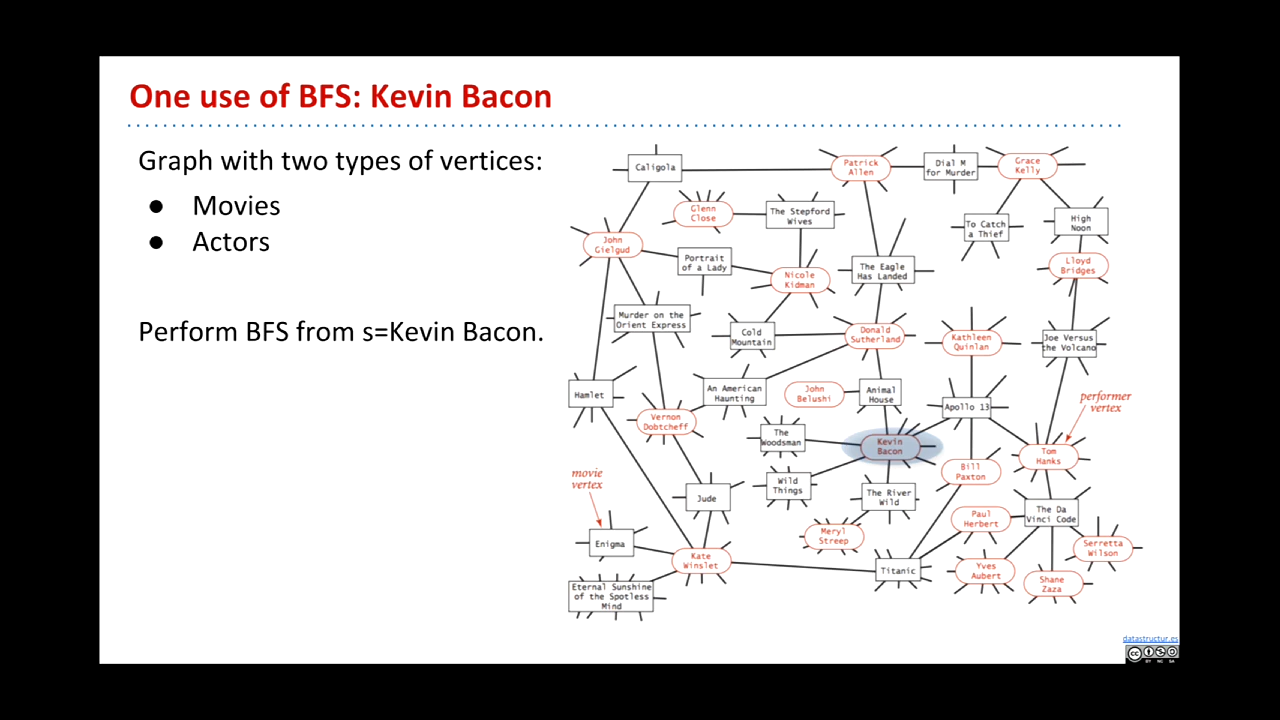 One use of BFS: Kevin Bacon
Graph with two types of vertices:
● Movies
● Actors
Perform BFS from s=Kevin Bacon.
Caligola
Patrick
Allen
Dial M
for Murder
Grace
Kelly
Glenn
Close
The Stepford
Wives
To Catch
a Thief
High
Noon
John
Gielgud
Portrait
of a Lady
Nicole
Kidman
The Eagle
Has Landed
Lloyd
Bridges
Murder on the
Orient Express
Cold
Mountain
Donald
Sutherland
Kathleen
Quinlan
Joe Versus
the Volcano
Hamlet
An American
Haunting
John
Belushi
Animal
House
Apollo 13
performer
vertex
Vernon
Dobtcheff
The
Woodsman
Kevin
Bacon
Tom
Hanks
movie
vertex
Jude
Wild
Things
The River
Wild
Bill
Paxton
Paul
Herbert
The Da
Vinci Code
Enigma
Kate
Winslet
Meryl
Streep
Titanic
Yves
Aubert
Shane
Zaza
Serretta
Wilson
Eternal Sunshine
of the Spotless
Mind
datastructur.es
cc
BY NC SA